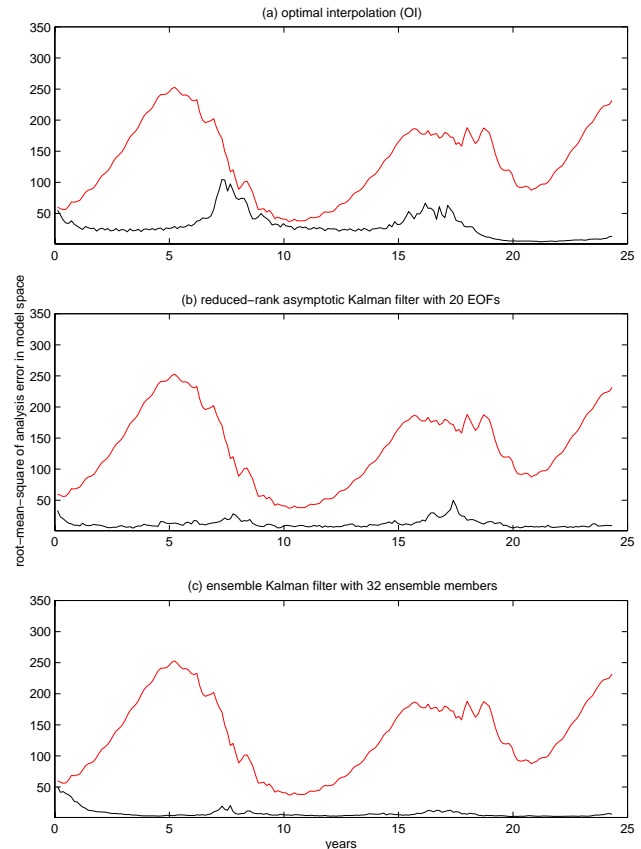 (a) optimal interpolation (OI)
350
300
250
200
150
100
50
0 5 10 15 20 25
root−mean−square of analysis error in model space
(b) reduced−rank asymptotic Kalman filter with 20 EOFs
350
300
250
200
150
100
50
0 5 10 15 20 25
(c) ensemble Kalman filter with 32 ensemble members
350
300
250
200
150
100
50
0 5 10 15 20 25
years